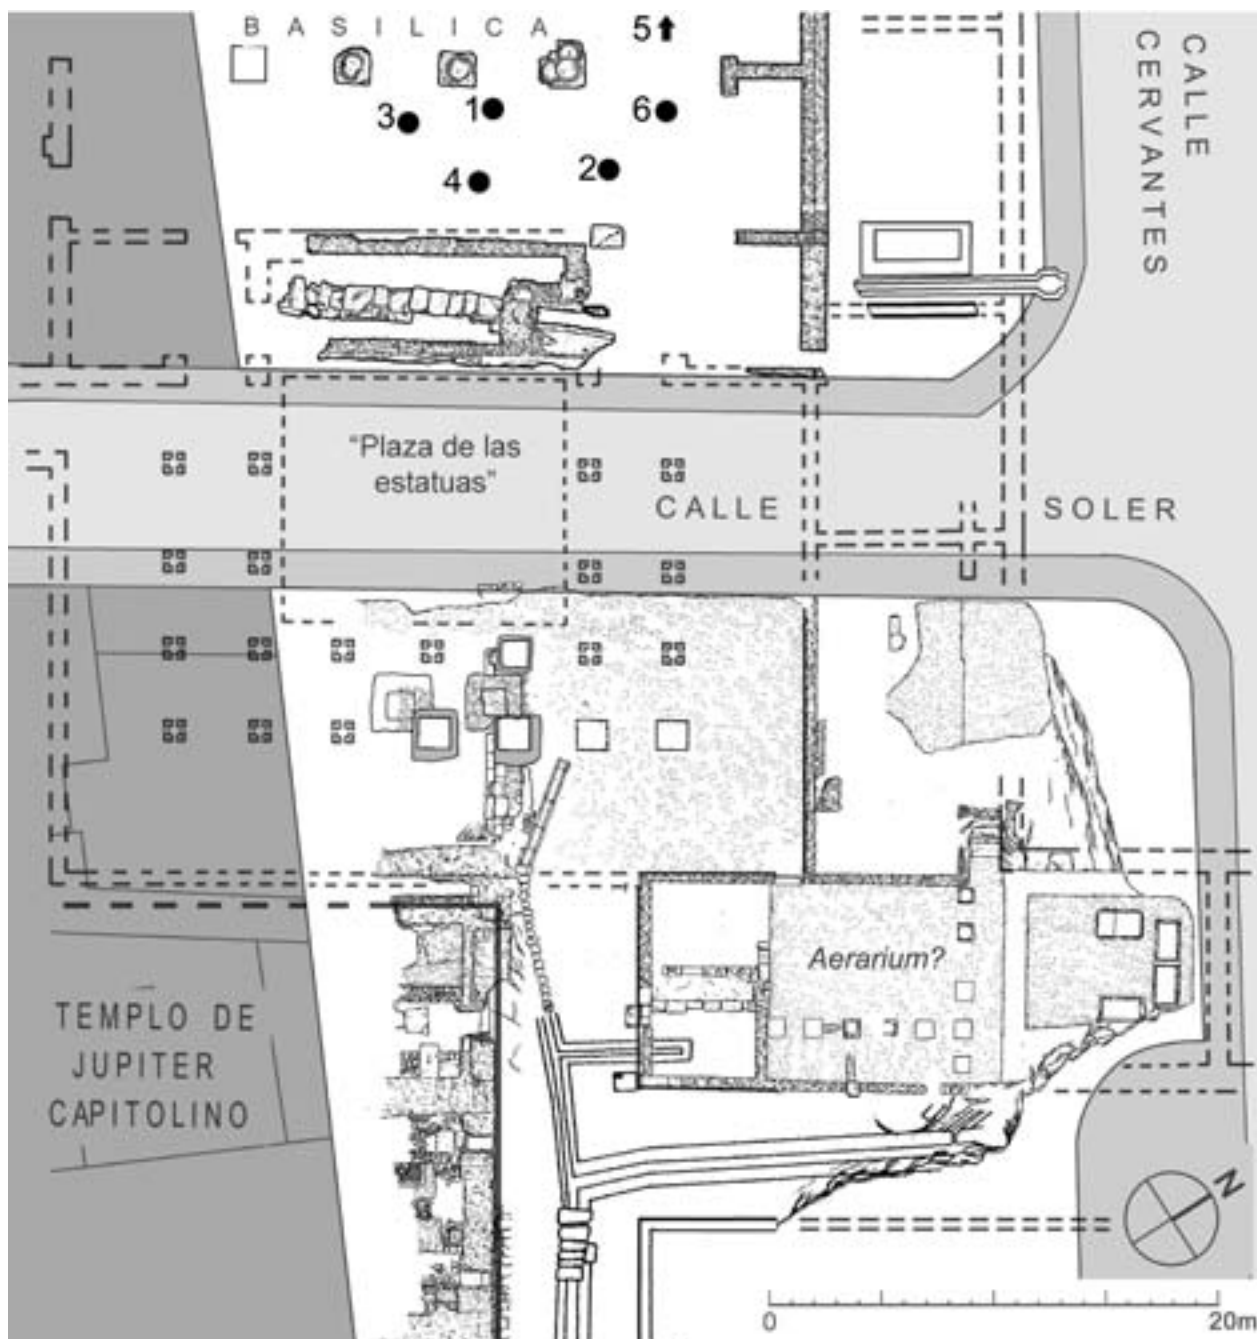 BASILICA
5
3
1
6
4
2
CALLE
CERVANTES
"Plaza de las
estatuas"
CALLE SOLER
Aerarium?
TEMPLO DE
JUPITER
CAPITOLINO
N
0 20m